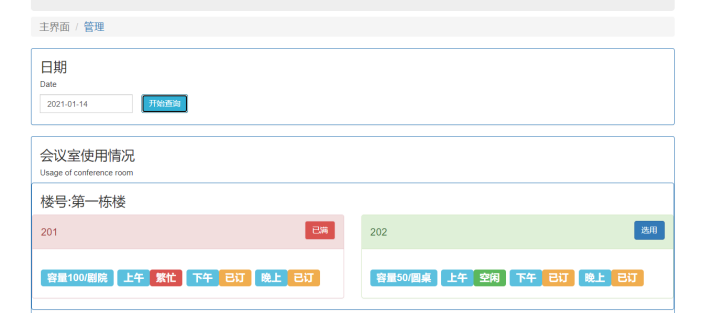 主界面 / 管理
日期
Date
2021-01-14 开始查询
会议室使用情况
Usage of conference room
楼号:第一栋楼
201 已满
容量100/剧院 上午 繁忙 下午 已订 晚上 已订
202 选用
容量50/圆桌 上午 空闲 下午 已订 晚上 已订